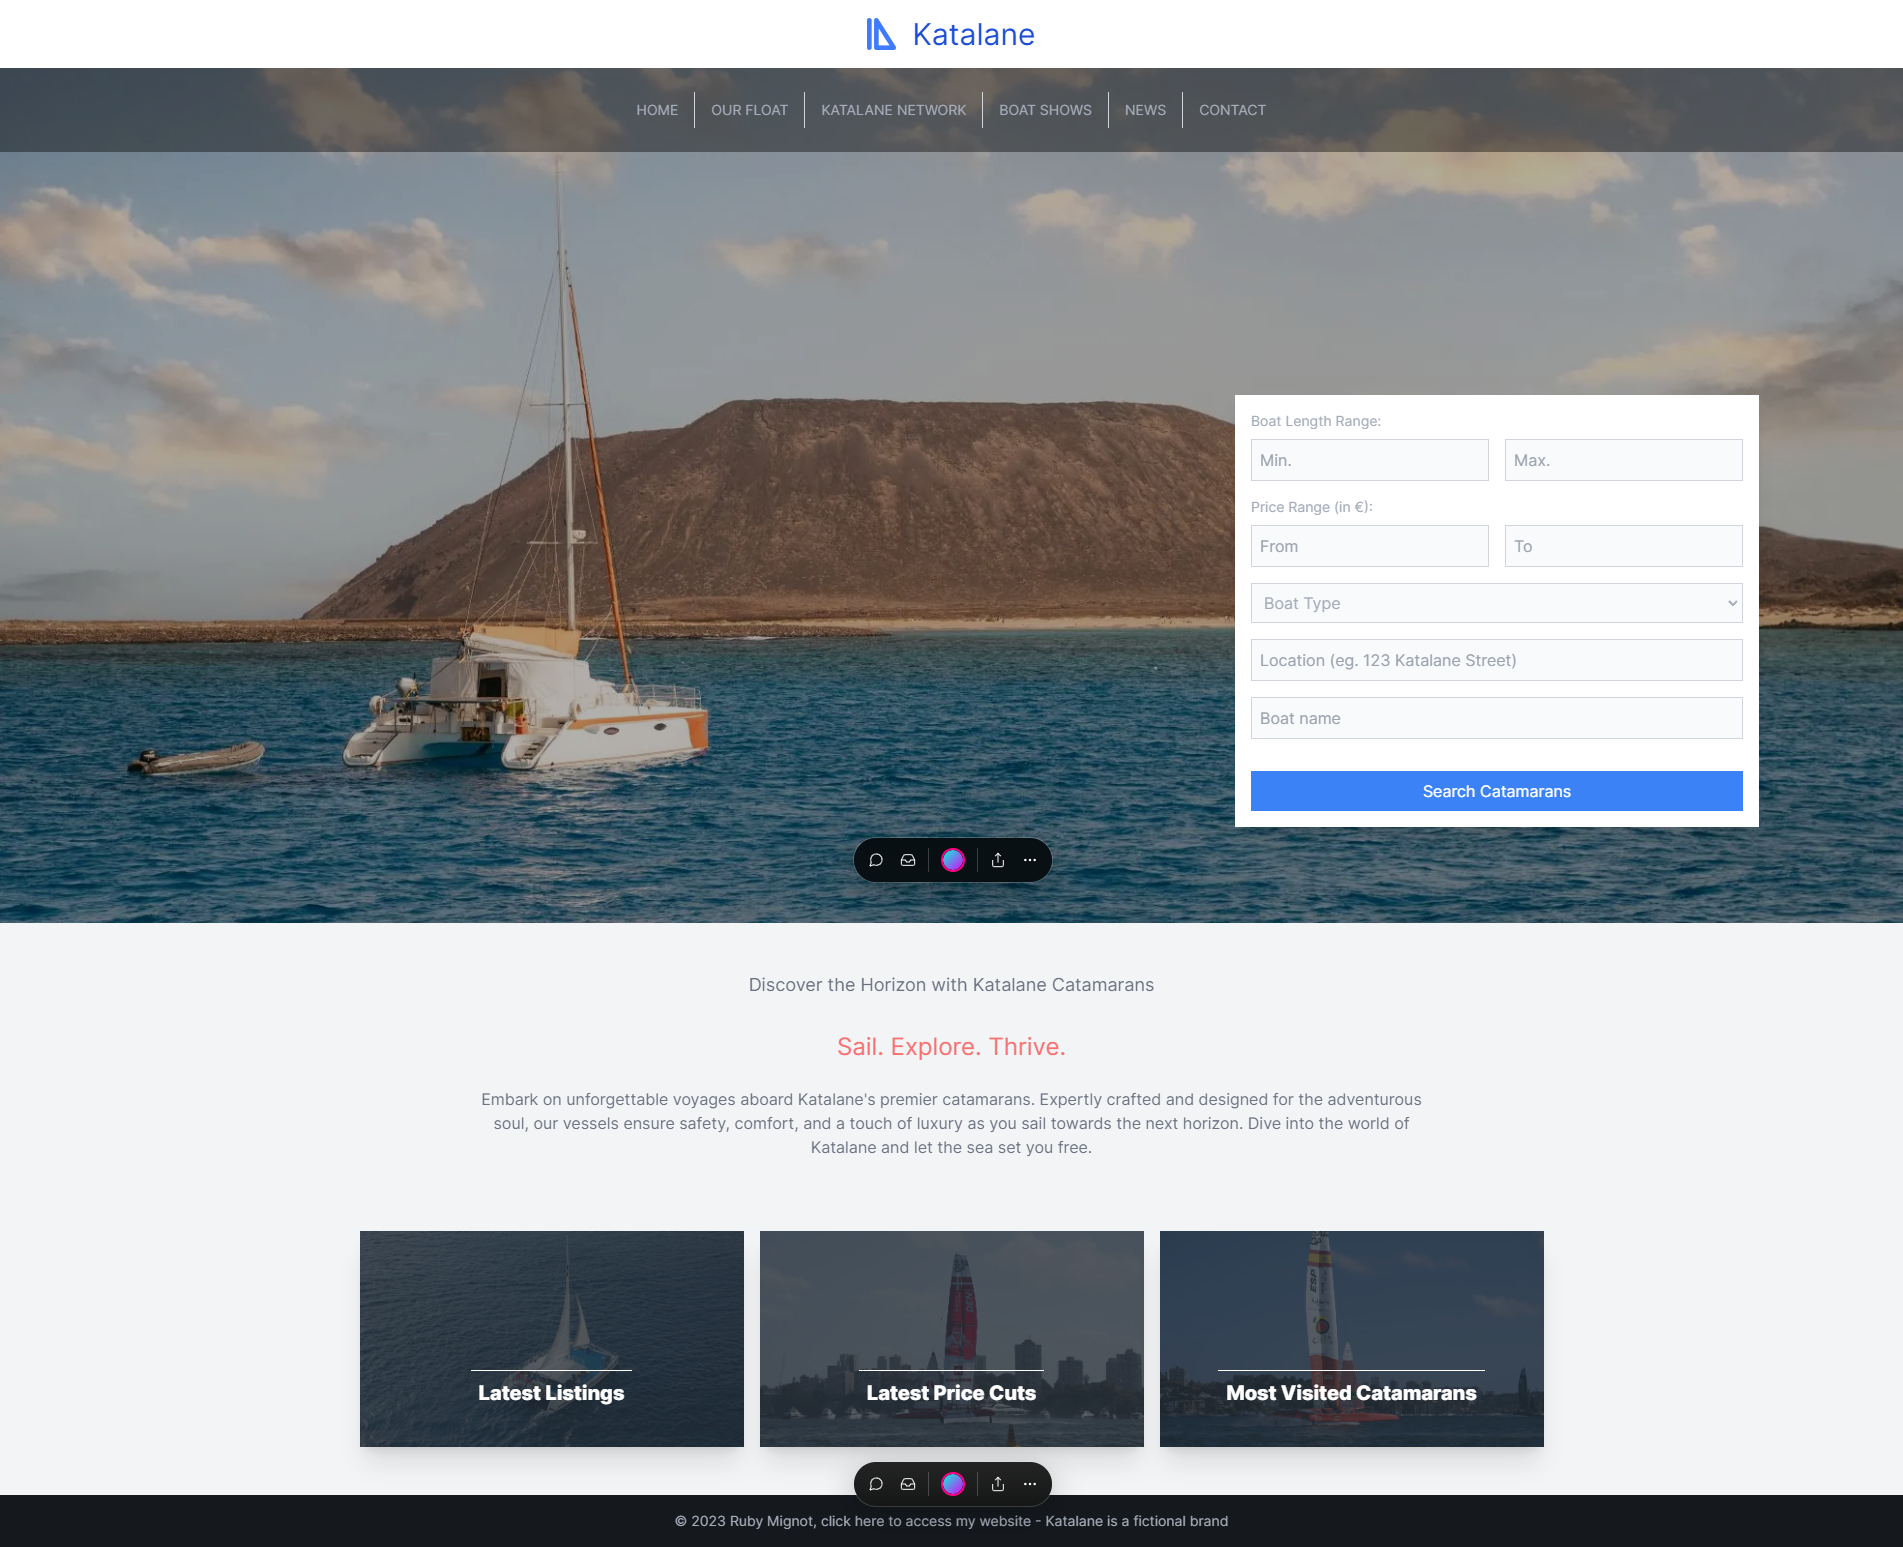 Katalane
HOME
OUR FLOAT
KATALANE NETWORK
BOAT SHOWS
NEWS
CONTACT
Boat Length Range:
Min.
Max.
Price Range (in €):
From
To
Boat Type
Location (eg. 123 Katalane Street)
Boat name
Search Catamarans
Discover the Horizon with Katalane Catamarans
Sail. Explore. Thrive.
Embark on unforgettable voyages aboard Katalane's premier catamarans. Expertly crafted and designed for the adventurous
soul, our vessels ensure safety, comfort, and a touch of luxury as you sail towards the next horizon. Dive into the world of
Katalane and let the sea set you free.
Latest Listings
DEN
Latest Price Cuts
ESP
Most Visited Catamarans
© 2023 Ruby Mignot, click here to access my website - Katalane is a fictional brand